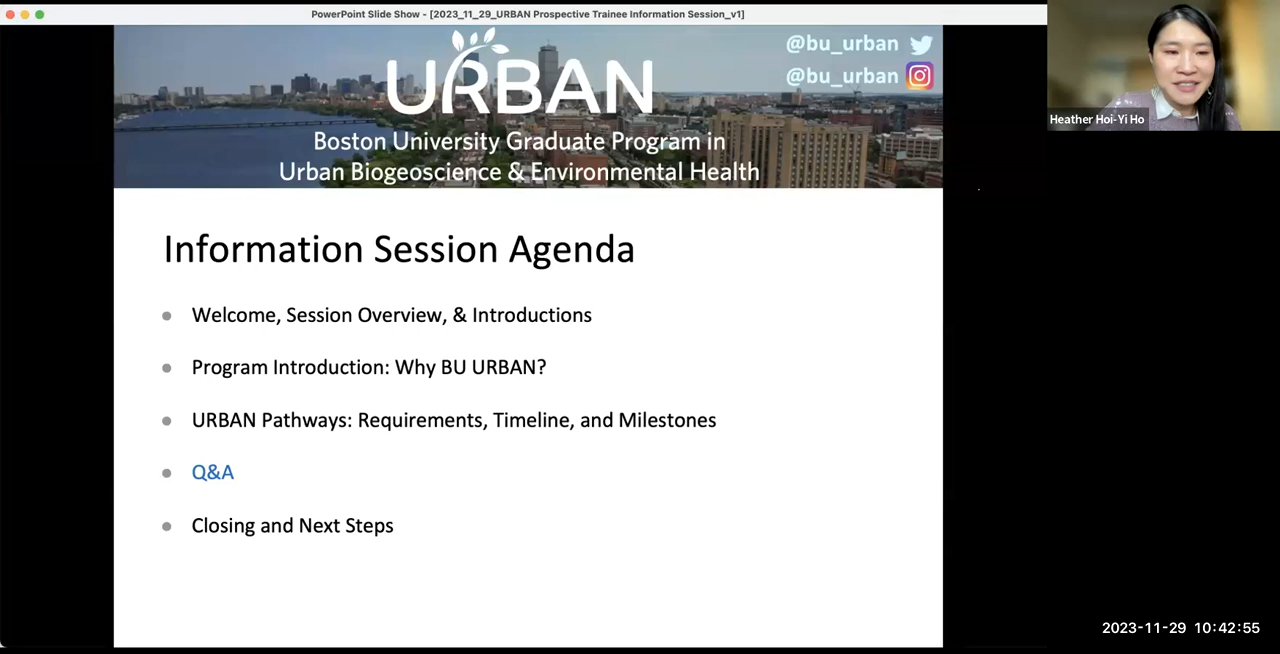 PowerPoint Slide Show - [2023_11_29_URBAN Prospective Trainee Information Session_v1]
URBAN
@bu_urban
@bu_urban
Boston University Graduate Program in
Urban Biogeoscience & Environmental Health
Heather Hoi-Yi Ho
Information Session Agenda
Welcome, Session Overview, & Introductions
Program Introduction: Why BU URBAN?
URBAN Pathways: Requirements, Timeline, and Milestones
Q&A
Closing and Next Steps
2023-11-29 10:42:55